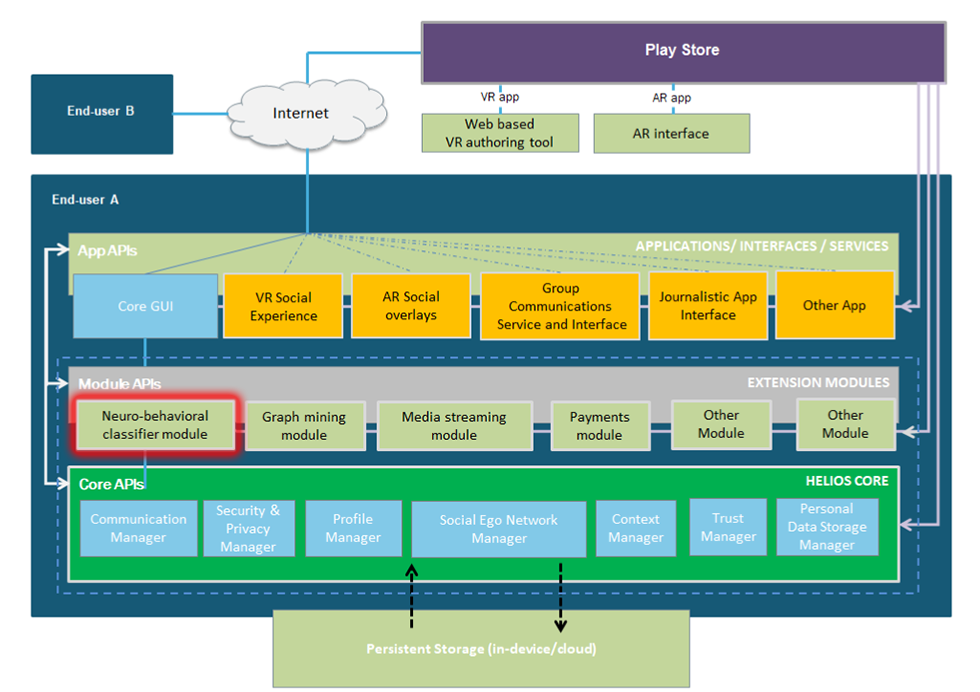 Play Store
End-user B
Internet
VR app
AR app
Web based
VR authoring tool
AR interface
End-user A
App APIs
APPLICATIONS/ INTERFACES / SERVICES
Core GUI
VR Social
Experience
AR Social
overlays
Group
Communications
Service and Interface
Journalistic App
Interface
Other App
Module APIs
EXTENSION MODULES
Neuro-behavioral
classifier module
Graph mining
module
Media streaming
module
Payments
module
Other
Module
Other
Module
Core APIs
HELIOS CORE
Communication
Manager
Security &
Privacy
Manager
Profile
Manager
Social Ego Network
Manager
Context
Manager
Trust
Manager
Personal
Data Storage
Manager
Persistent Storage (in-device/cloud)